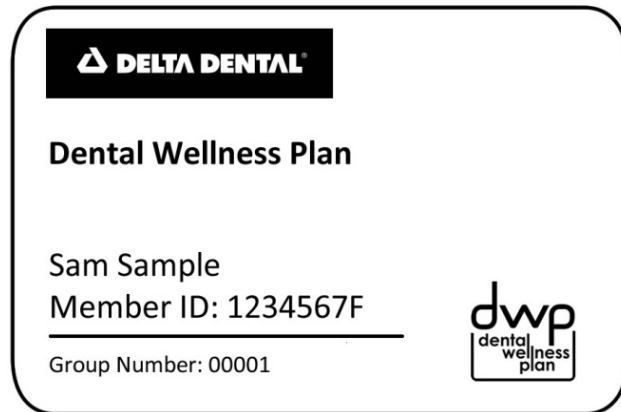 DELTA DENTAL®
Dental Wellness Plan
Sam Sample
Member ID: 1234567F
Group Number: 00001
dwp
dental
wellness
plan